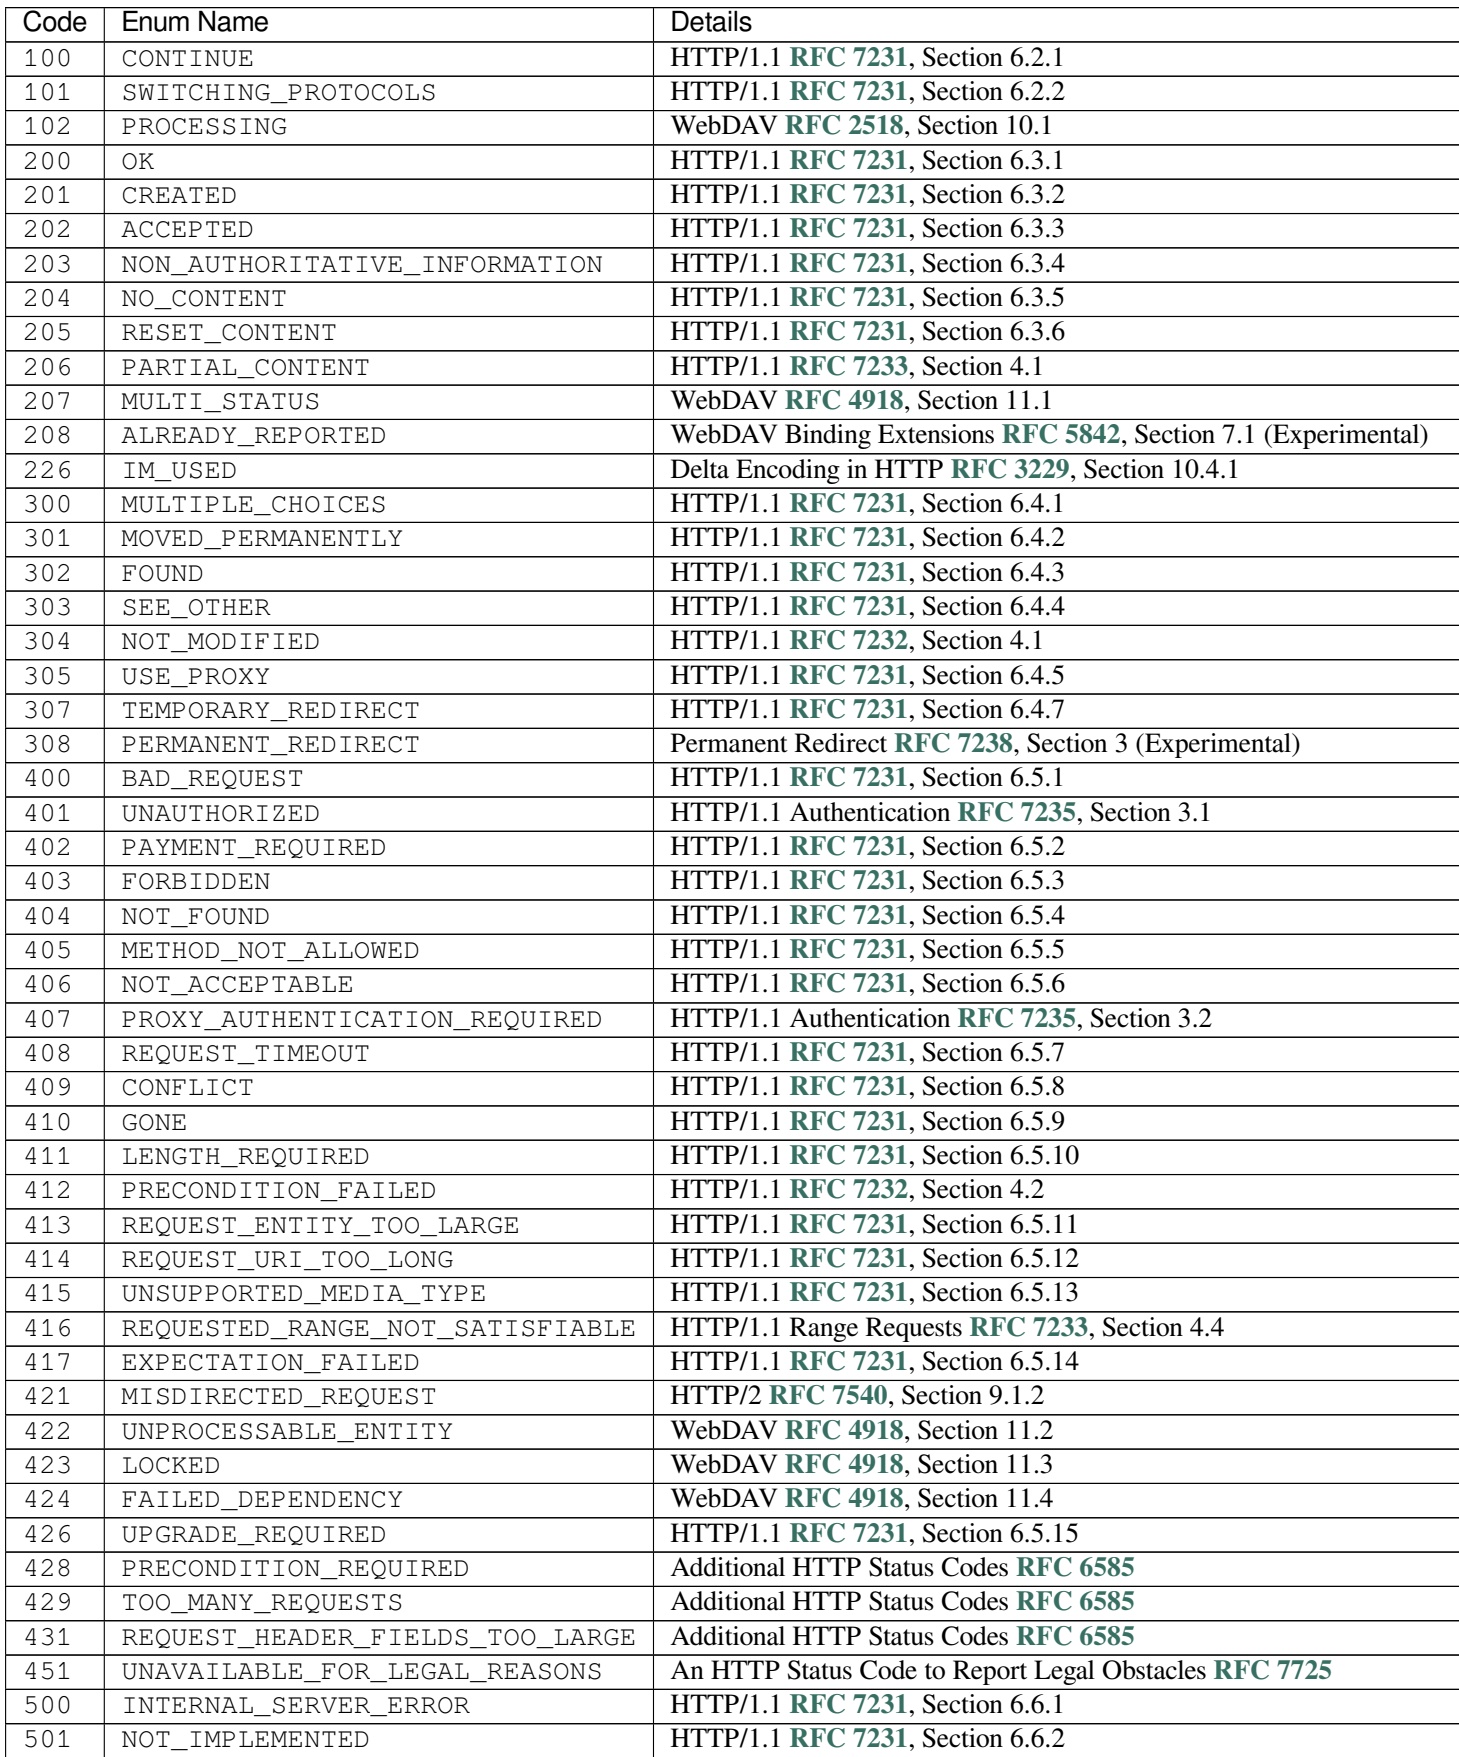 Code Enum Name Details
100 CONTINUE HTTP/1.1 RFC 7231, Section 6.2.1
101 SWITCHING_PROTOCOLS HTTP/1.1 RFC 7231, Section 6.2.2
102 PROCESSING WebDAV RFC 2518, Section 10.1
200 OK HTTP/1.1 RFC 7231, Section 6.3.1
201 CREATED HTTP/1.1 RFC 7231, Section 6.3.2
202 ACCEPTED HTTP/1.1 RFC 7231, Section 6.3.3
203 NON_AUTHORITATIVE_INFORMATION HTTP/1.1 RFC 7231, Section 6.3.4
204 NO_CONTENT HTTP/1.1 RFC 7231, Section 6.3.5
205 RESET_CONTENT HTTP/1.1 RFC 7231, Section 6.3.6
206 PARTIAL_CONTENT HTTP/1.1 RFC 7233, Section 4.1
207 MULTI_STATUS WebDAV RFC 4918, Section 11.1
208 ALREADY_REPORTED WebDAV Binding Extensions RFC 5842, Section 7.1 (Experimental)
226 IM_USED Delta Encoding in HTTP RFC 3229, Section 10.4.1
300 MULTIPLE_CHOICES HTTP/1.1 RFC 7231, Section 6.4.1
301 MOVED_PERMANENTLY HTTP/1.1 RFC 7231, Section 6.4.2
302 FOUND HTTP/1.1 RFC 7231, Section 6.4.3
303 SEE_OTHER HTTP/1.1 RFC 7231, Section 6.4.4
304 NOT_MODIFIED HTTP/1.1 RFC 7232, Section 4.1
305 USE_PROXY HTTP/1.1 RFC 7231, Section 6.4.5
307 TEMPORARY_REDIRECT HTTP/1.1 RFC 7231, Section 6.4.7
308 PERMANENT_REDIRECT Permanent Redirect RFC 7238, Section 3 (Experimental)
400 BAD_REQUEST HTTP/1.1 RFC 7231, Section 6.5.1
401 UNAUTHORIZED HTTP/1.1 Authentication RFC 7235, Section 3.1
402 PAYMENT_REQUIRED HTTP/1.1 RFC 7231, Section 6.5.2
403 FORBIDDEN HTTP/1.1 RFC 7231, Section 6.5.3
404 NOT_FOUND HTTP/1.1 RFC 7231, Section 6.5.4
405 METHOD_NOT_ALLOWED HTTP/1.1 RFC 7231, Section 6.5.5
406 NOT_ACCEPTABLE HTTP/1.1 RFC 7231, Section 6.5.6
407 PROXY_AUTHENTICATION_REQUIRED HTTP/1.1 Authentication RFC 7235, Section 3.2
408 REQUEST_TIMEOUT HTTP/1.1 RFC 7231, Section 6.5.7
409 CONFLICT HTTP/1.1 RFC 7231, Section 6.5.8
410 GONE HTTP/1.1 RFC 7231, Section 6.5.9
411 LENGTH_REQUIRED HTTP/1.1 RFC 7231, Section 6.5.10
412 PRECONDITION_FAILED HTTP/1.1 RFC 7232, Section 4.2
413 REQUEST_ENTITY_TOO_LARGE HTTP/1.1 RFC 7231, Section 6.5.11
414 REQUEST_URI_TOO_LONG HTTP/1.1 RFC 7231, Section 6.5.12
415 UNSUPPORTED_MEDIA_TYPE HTTP/1.1 RFC 7231, Section 6.5.13
416 REQUESTED_RANGE_NOT_SATISFIABLE HTTP/1.1 Range Requests RFC 7233, Section 4.4
417 EXPECTATION_FAILED HTTP/1.1 RFC 7231, Section 6.5.14
421 MISDIRECTED_REQUEST HTTP/2 RFC 7540, Section 9.1.2
422 UNPROCESSABLE_ENTITY WebDAV RFC 4918, Section 11.2
423 LOCKED WebDAV RFC 4918, Section 11.3
424 FAILED_DEPENDENCY WebDAV RFC 4918, Section 11.4
426 UPGRADE_REQUIRED HTTP/1.1 RFC 7231, Section 6.5.15
428 PRECONDITION_REQUIRED Additional HTTP Status Codes RFC 6585
429 TOO_MANY_REQUESTS Additional HTTP Status Codes RFC 6585
431 REQUEST_HEADER_FIELDS_TOO_LARGE Additional HTTP Status Codes RFC 6585
451 UNAVAILABLE_FOR_LEGAL_REASONS An HTTP Status Code to Report Legal Obstacles RFC 7725
500 INTERNAL_SERVER_ERROR HTTP/1.1 RFC 7231, Section 6.6.1
501 NOT_IMPLEMENTED HTTP/1.1 RFC 7231, Section 6.6.2